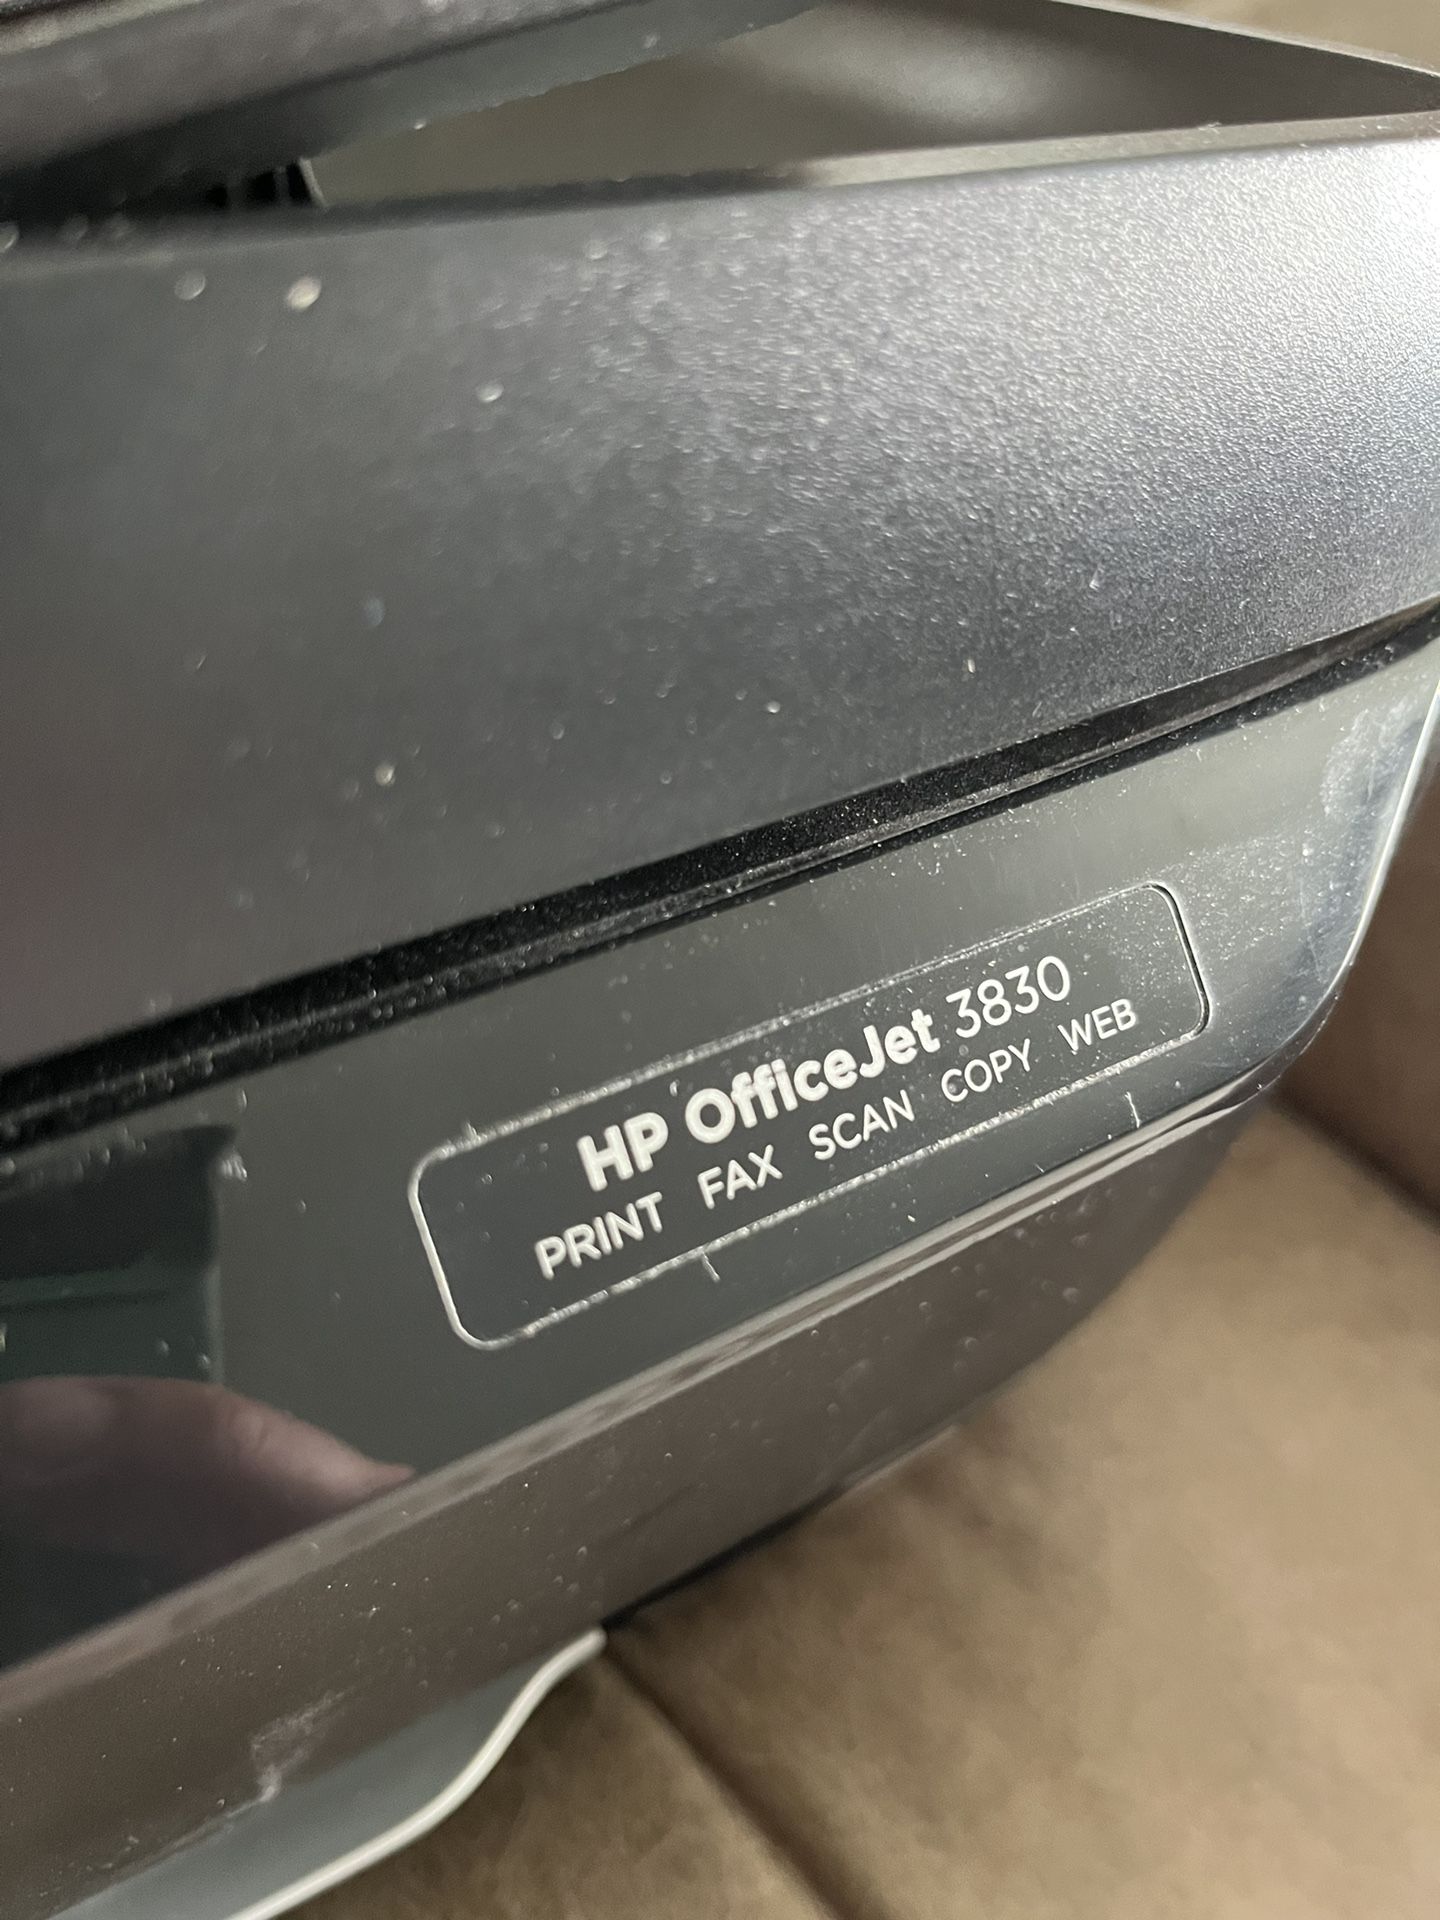 HP OfficeJet 3830
PRINT FAX SCAN COPY WEB